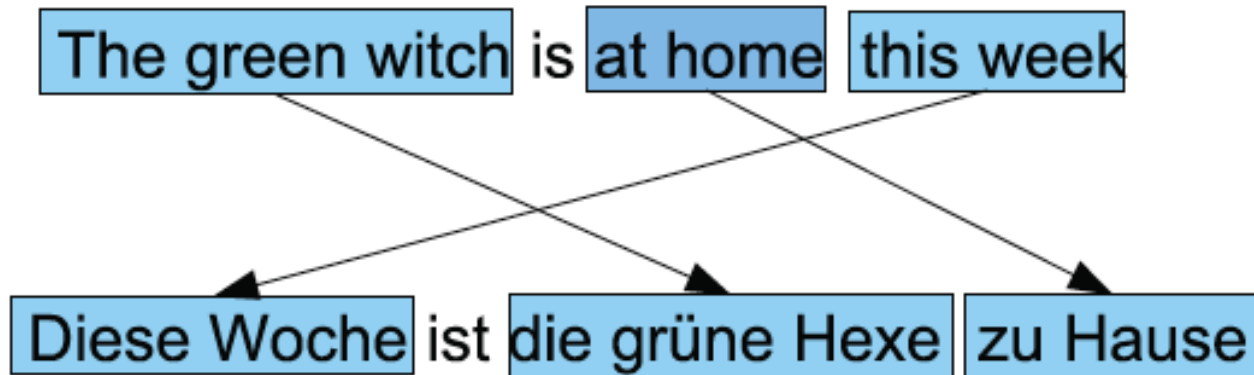 The green witch is at home this week
Diese Woche ist die grüne Hexe zu Hause